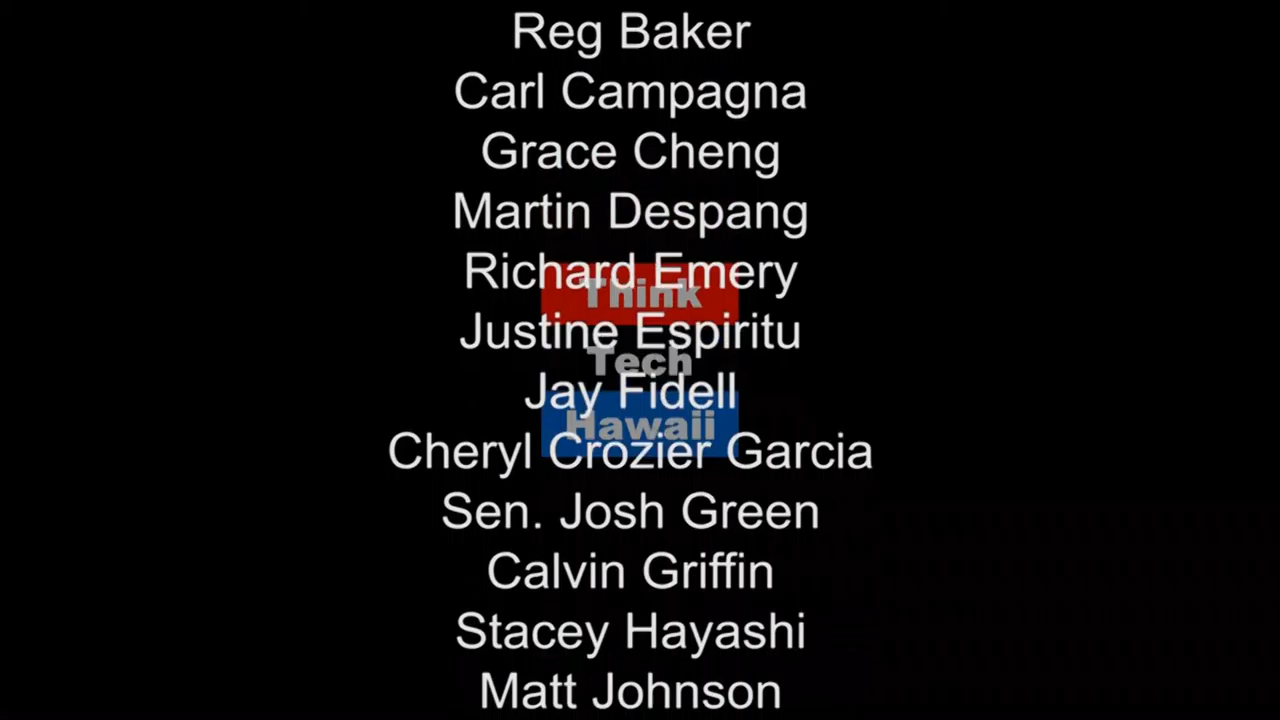 Reg Baker
Carl Campagna
Grace Cheng
Martin Despang
Richard Emery
Think
Justine Espiritu
Tech
Jay Fidell
Hawaii
Cheryl Crozier Garcia
Sen. Josh Green
Calvin Griffin
Stacey Hayashi
Matt Johnson